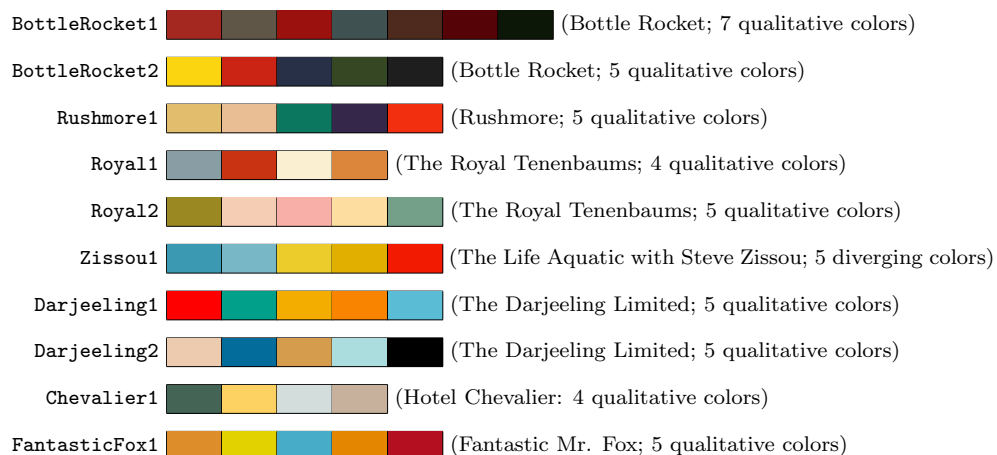 BottleRocket1 (Bottle Rocket; 7 qualitative colors)
BottleRocket2 (Bottle Rocket; 5 qualitative colors)
Rushmore1 (Rushmore; 5 qualitative colors)
Royal1 (The Royal Tenenbaums; 4 qualitative colors)
Royal2 (The Royal Tenenbaums; 5 qualitative colors)
Zissou1 (The Life Aquatic with Steve Zissou; 5 diverging colors)
Darjeeling1 (The Darjeeling Limited; 5 qualitative colors)
Darjeeling2 (The Darjeeling Limited; 5 qualitative colors)
Chevalier1 (Hotel Chevalier: 4 qualitative colors)
FantasticFox1 (Fantastic Mr. Fox; 5 qualitative colors)